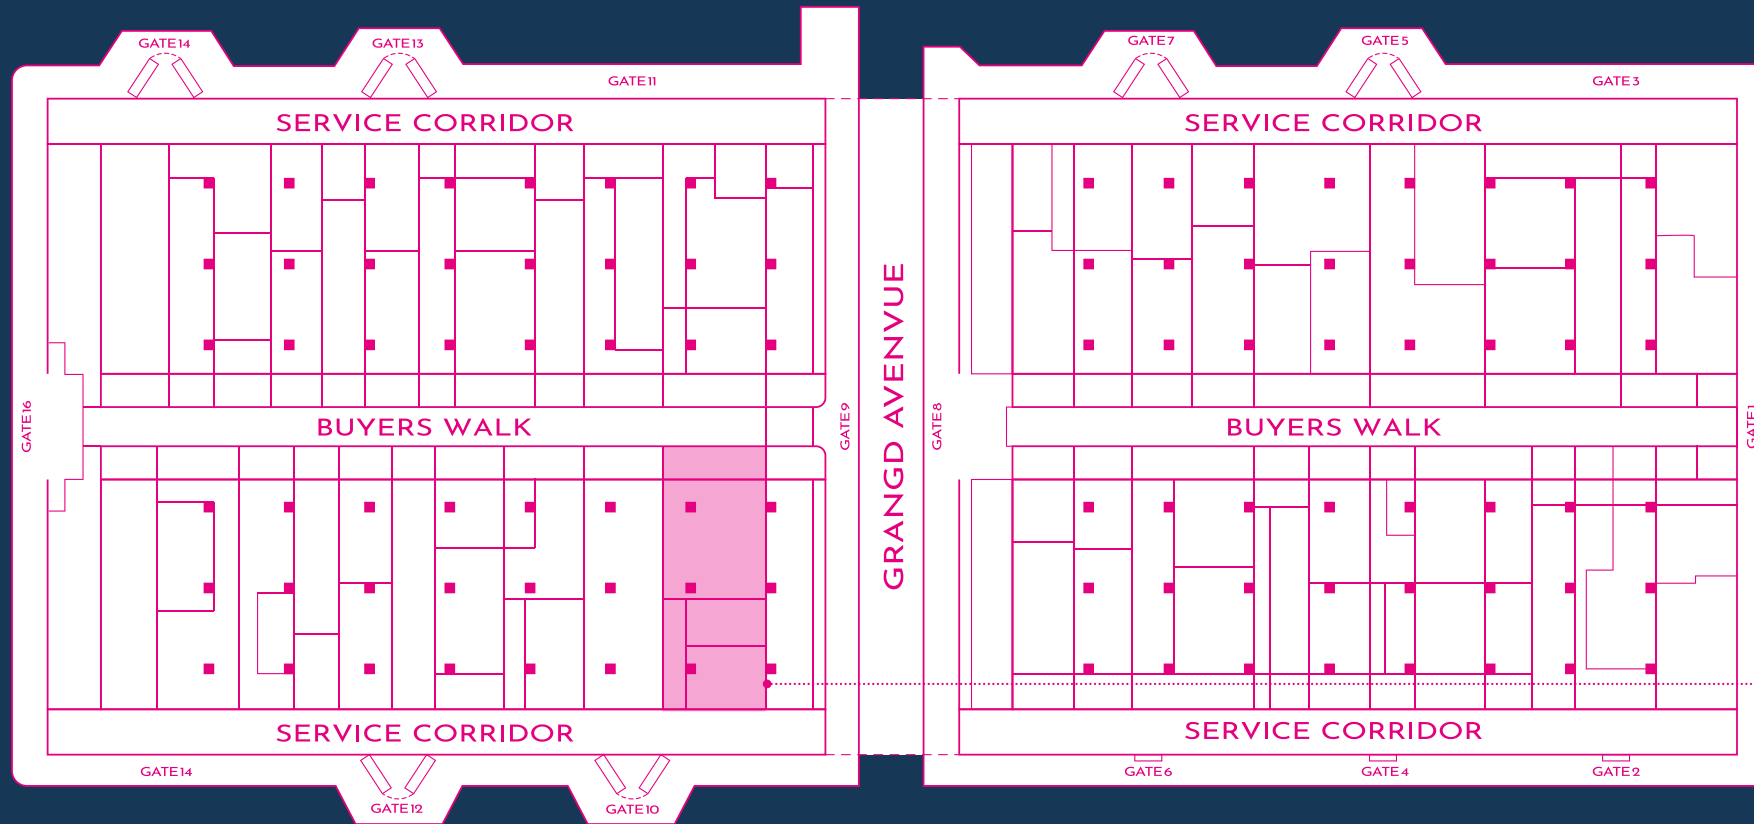 GATE14
GATE13
GATE11
GATE7
GATE5
GATE3
SERVICE CORRIDOR
SERVICE CORRIDOR
GATE16
BUYERS WALK
GATE9
GRANGD AVENVUE
GATE8
BUYERS WALK
GATE1
SERVICE CORRIDOR
SERVICE CORRIDOR
GATE14
GATE12
GATE10
GATE6
GATE4
GATE2